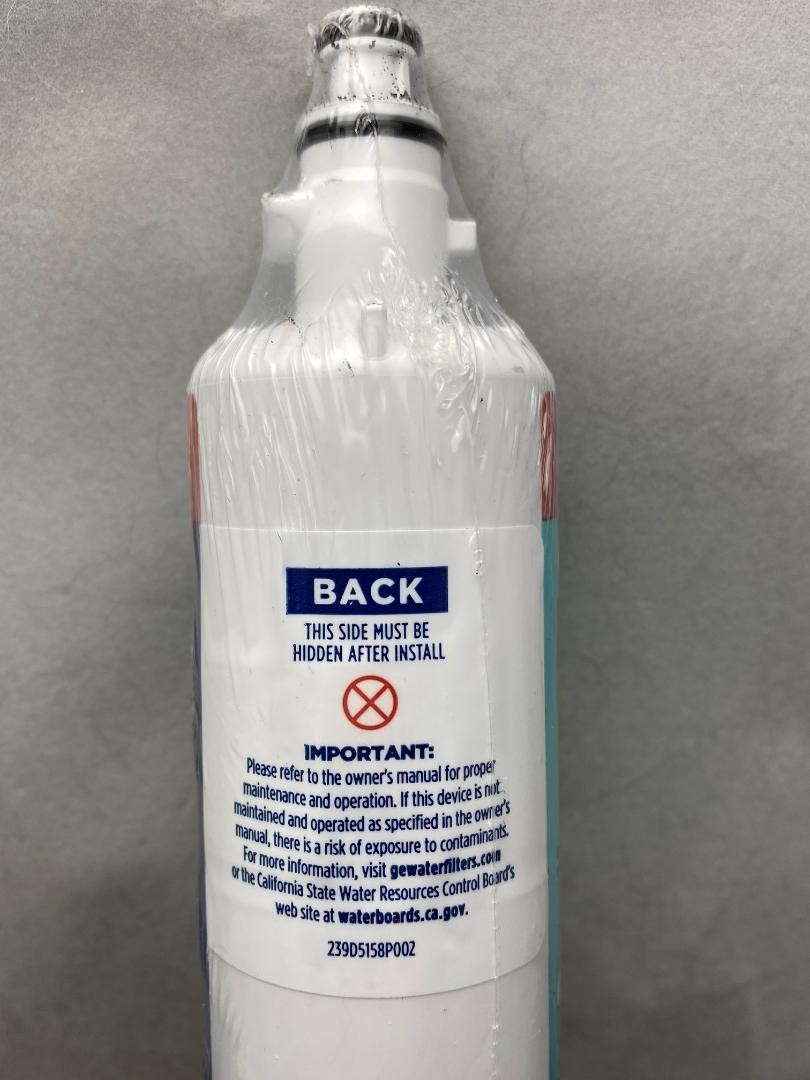 BACK
THIS SIDE MUST BE
HIDDEN AFTER INSTALL
IMPORTANT:
Please refer to the owner's manual for proper
maintenance and operation. If this device is not
maintained and operated as specified in the owner's
manual, there is a risk of exposure to contaminants.
For more information, visit gewaterfilters.com
or the California State Water Resources Control Board's
web site at waterboards.ca.gov.
239D5158P002